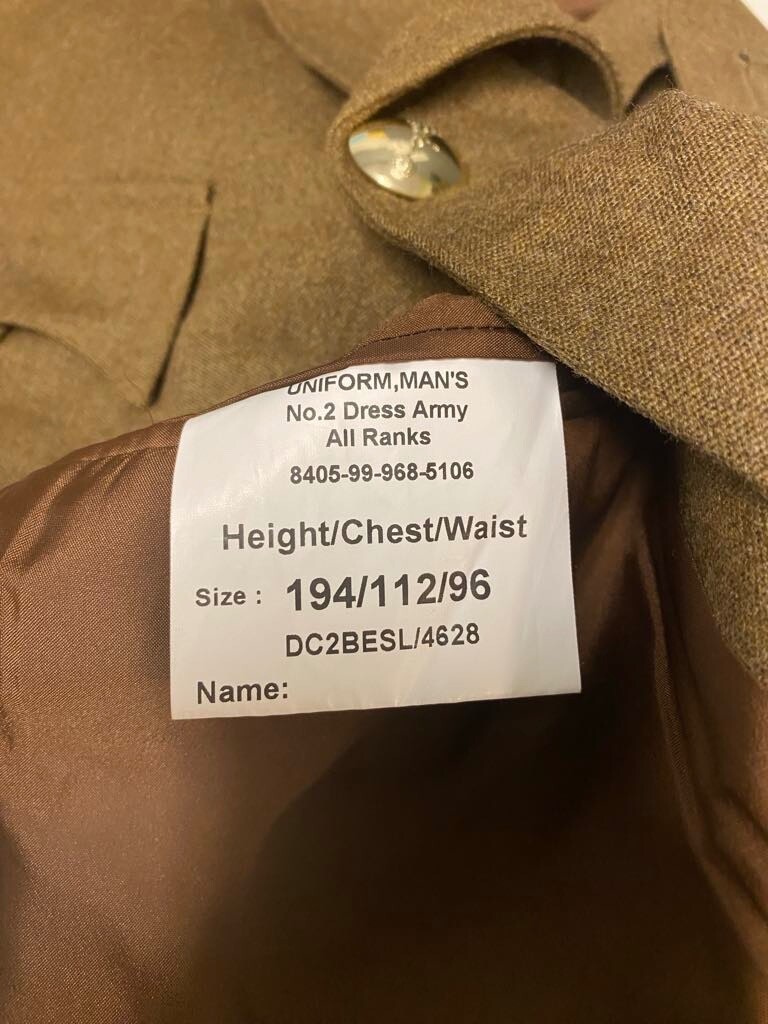 UNIFORM,MAN'S
No.2 Dress Army
All Ranks
8405-99-968-5106
Height/Chest/Waist
Size : 194/112/96
DC2BESL/4628
Name: